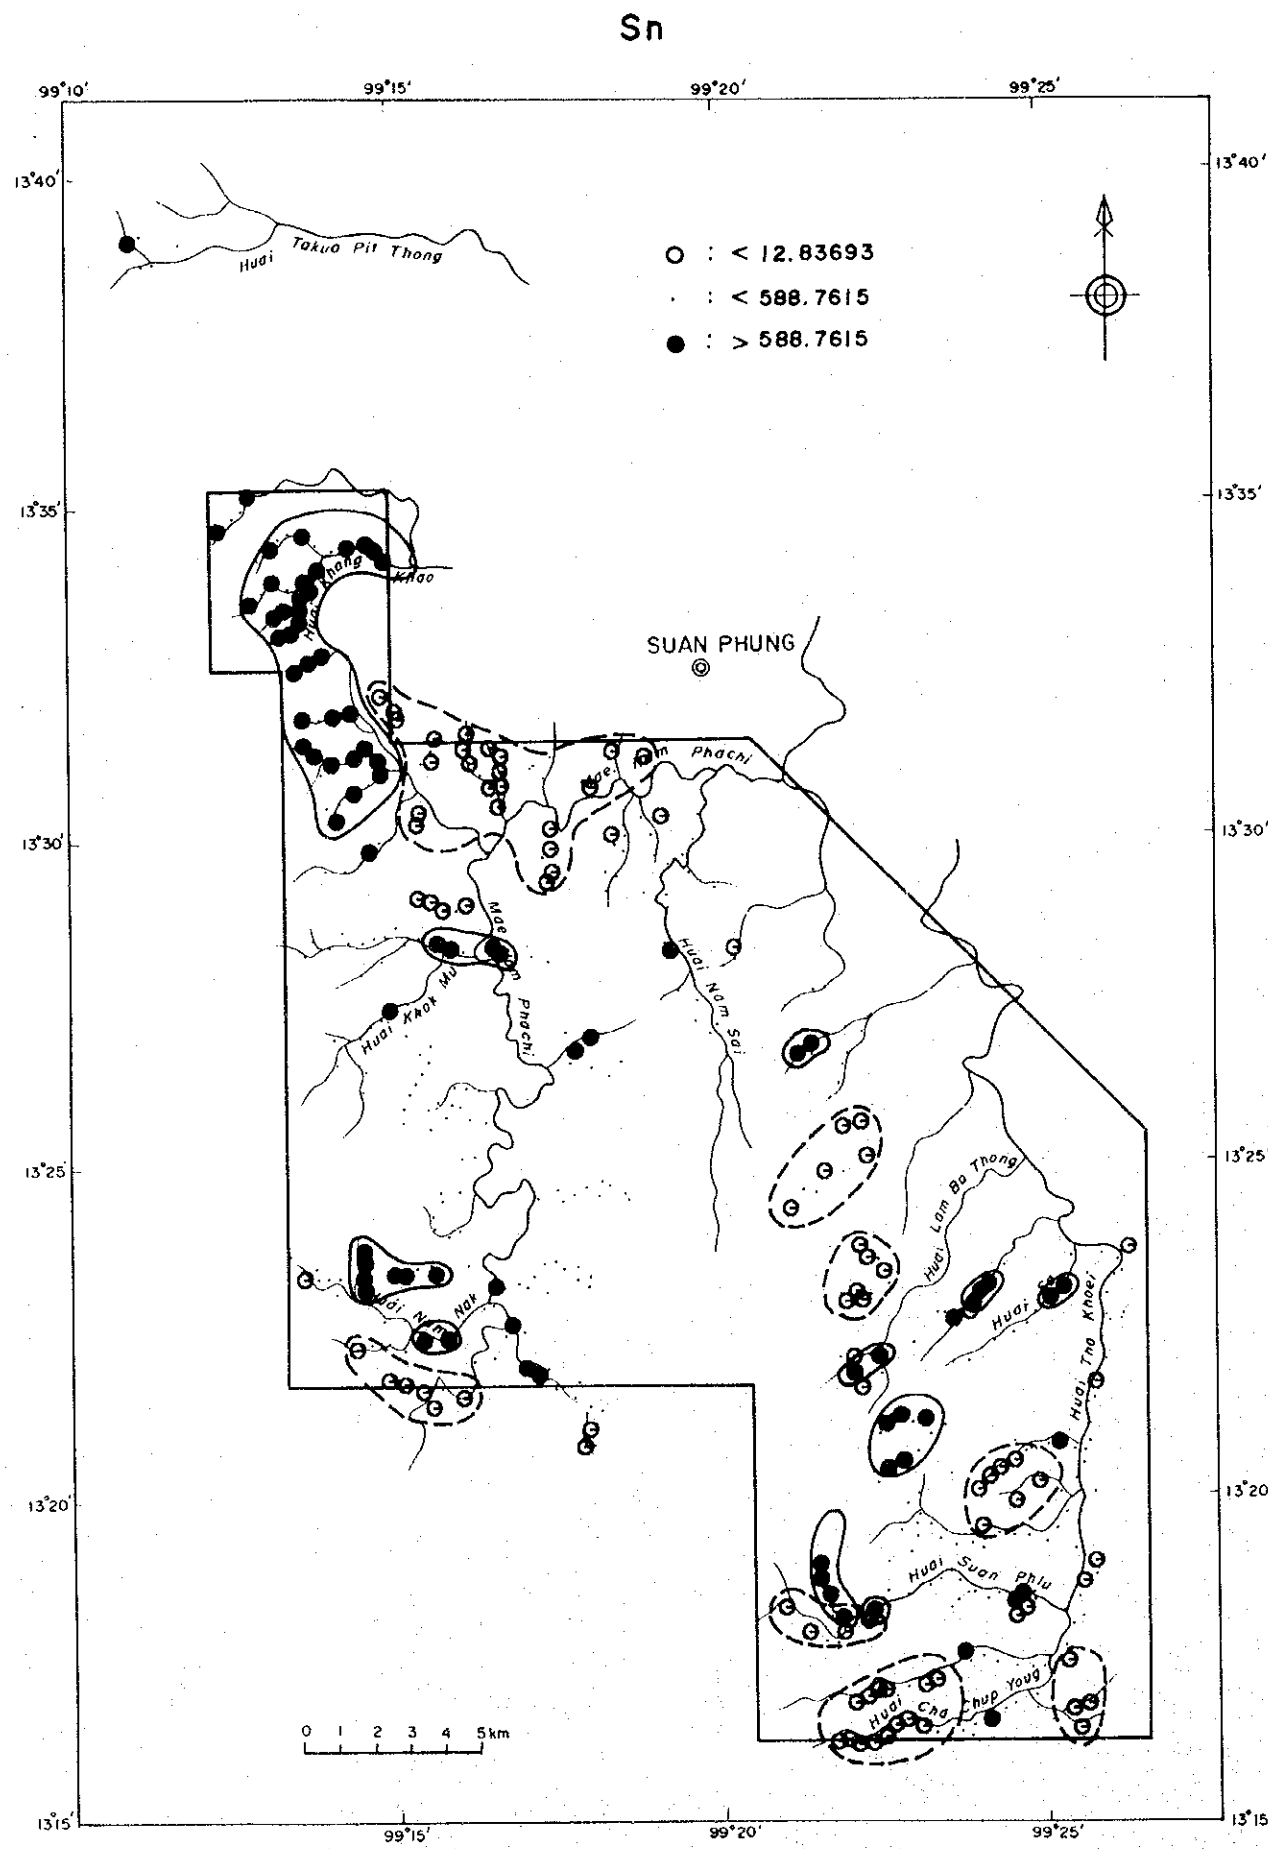 Sn
99°10' 99°15' 99°20' 99°25'
13°40' 13°40'
Huai Takuo Pit Thong
○ : < 12.83693
· : < 588.7615
● : > 588.7615
13°35' 13°35'
Khang
Khao
SUAN PHUNG
Mae Phachi
13°30' 13°30'
Mae Phachi
Huai Khok Mu
Huai Nam Sai
13°25' 13°25'
Huai Lam Ba Thong
Huai Nam Nak
Huai
Huai Tha Khoei
13°20' 13°20'
Huai Suan Phlu
Huai Cha Chup Young
0 1 2 3 4 5km
13°15' 13°15
99°15' 99°20' 99°25'